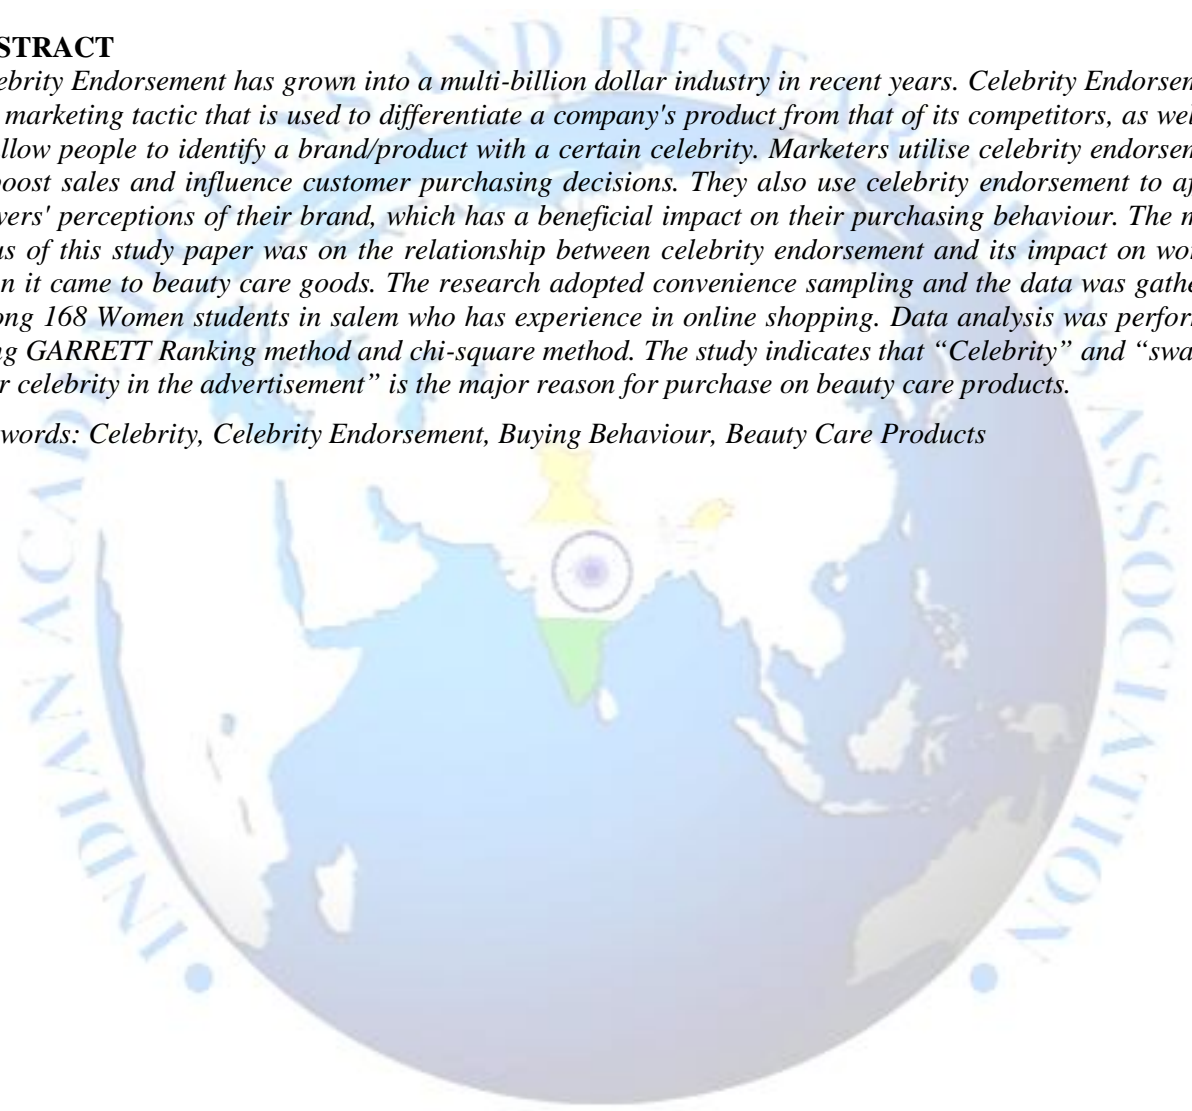 STRACT
ebrity Endorsement has grown into a multi-billion dollar industry in recent years. Celebrity Endorsem
marketing tactic that is used to differentiate a company's product from that of its competitors, as wel
llow people to identify a brand/product with a certain celebrity. Marketers utilise celebrity endorsem
oost sales and influence customer purchasing decisions. They also use celebrity endorsement to af
yers' perceptions of their brand, which has a beneficial impact on their purchasing behaviour. The m
us of this study paper was on the relationship between celebrity endorsement and its impact on wo
n it came to beauty care goods. The research adopted convenience sampling and the data was gathe
ong 168 Women students in salem who has experience in online shopping. Data analysis was perfor
ng GARRETT Ranking method and chi-square method. The study indicates that “Celebrity” and “swa
r celebrity in the advertisement” is the major reason for purchase on beauty care products.
words: Celebrity, Celebrity Endorsement, Buying Behaviour, Beauty Care Products
INDIAN ACADEMICIANS AND RESEARCHERS ASSOCIATION